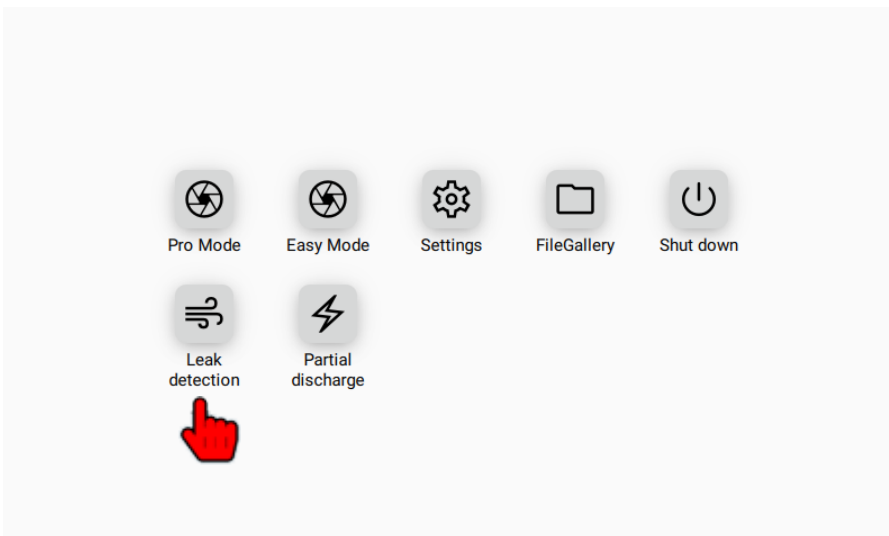 Pro Mode
Easy Mode
Settings
FileGallery
Shut down
Leak
detection
Partial
discharge